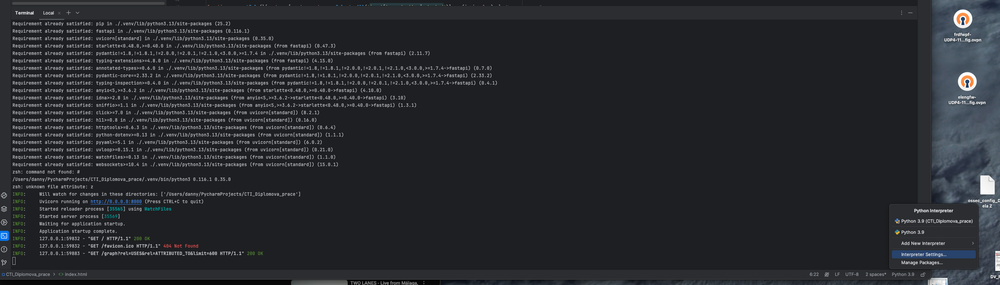 Terminal
Local
Requirement already satisfied: pip in ./.venv/lib/python3.13/site-packages (25.2)
Requirement already satisfied: fastapi in ./.venv/lib/python3.13/site-packages (0.116.1)
Requirement already satisfied: uvicorn[standard] in ./.venv/lib/python3.13/site-packages (0.35.0)
Requirement already satisfied: starlette<0.48.0,>=0.40.0 in ./.venv/lib/python3.13/site-packages (from fastapi) (0.47.3)
Requirement already satisfied: pydantic!=1.8,!=1.8.1,!=2.0.0,!=2.0.1,!=2.1.0,<3.0.0,>=1.7.4 in ./.venv/lib/python3.13/site-packages (from fastapi) (2.11.7)
Requirement already satisfied: typing-extensions>=4.8.0 in ./.venv/lib/python3.13/site-packages (from fastapi) (4.15.0)
Requirement already satisfied: annotated-types>=0.6.0 in ./.venv/lib/python3.13/site-packages (from pydantic!=1.8,!=1.8.1,!=2.0.0,!=2.0.1,!=2.1.0,<3.0.0,>=1.7.4->fastapi) (0.7.0)
Requirement already satisfied: pydantic-core==2.33.2 in ./.venv/lib/python3.13/site-packages (from pydantic!=1.8,!=1.8.1,!=2.0.0,!=2.0.1,!=2.1.0,<3.0.0,>=1.7.4->fastapi) (2.33.2)
Requirement already satisfied: typing-inspection>=0.4.0 in ./.venv/lib/python3.13/site-packages (from pydantic!=1.8,!=1.8.1,!=2.0.0,!=2.0.1,!=2.1.0,<3.0.0,>=1.7.4->fastapi) (0.4.1)
Requirement already satisfied: anyio<5,>=3.6.2 in ./.venv/lib/python3.13/site-packages (from starlette<0.48.0,>=0.40.0->fastapi) (4.10.0)
Requirement already satisfied: idna>=2.8 in ./.venv/lib/python3.13/site-packages (from anyio<5,>=3.6.2->starlette<0.48.0,>=0.40.0->fastapi) (3.10)
Requirement already satisfied: sniffio>=1.1 in ./.venv/lib/python3.13/site-packages (from anyio<5,>=3.6.2->starlette<0.48.0,>=0.40.0->fastapi) (1.3.1)
Requirement already satisfied: click>=7.0 in ./.venv/lib/python3.13/site-packages (from uvicorn[standard]) (8.2.1)
Requirement already satisfied: h11>=0.8 in ./.venv/lib/python3.13/site-packages (from uvicorn[standard]) (0.16.0)
Requirement already satisfied: httptools>=0.6.3 in ./.venv/lib/python3.13/site-packages (from uvicorn[standard]) (0.6.4)
Requirement already satisfied: python-dotenv>=0.13 in ./.venv/lib/python3.13/site-packages (from uvicorn[standard]) (1.1.1)
Requirement already satisfied: pyyaml>=5.1 in ./.venv/lib/python3.13/site-packages (from uvicorn[standard]) (6.0.2)
Requirement already satisfied: uvloop>=0.15.1 in ./.venv/lib/python3.13/site-packages (from uvicorn[standard]) (0.21.0)
Requirement already satisfied: watchfiles>=0.13 in ./.venv/lib/python3.13/site-packages (from uvicorn[standard]) (1.1.0)
Requirement already satisfied: websockets>=10.4 in ./.venv/lib/python3.13/site-packages (from uvicorn[standard]) (15.0.1)
zsh: command not found: #
/Users/danny/PycharmProjects/CTI_Diplomova_prace/.venv/bin/python3 0.116.1 0.35.0
zsh: unknown file attribute: z
INFO:     Will watch for changes in these directories: ['/Users/danny/PycharmProjects/CTI_Diplomova_prace']
INFO:     Uvicorn running on http://0.0.0.0:8000 (Press CTRL+C to quit)
INFO:     Started reloader process [35565] using WatchFiles
INFO:     Started server process [35569]
INFO:     Waiting for application startup.
INFO:     Application startup complete.
INFO:     127.0.0.1:59832 - "GET / HTTP/1.1" 200 OK
INFO:     127.0.0.1:59832 - "GET /favicon.ico HTTP/1.1" 404 Not Found
INFO:     127.0.0.1:59883 - "GET /graph?rel=USES&rel=ATTRIBUTED_TO&limit=600 HTTP/1.1" 200 OK
Python Interpreter
Python 3.9 (CTI_Diplomova_prace)
Python 3.9
Add New Interpreter
Interpreter Settings...
Manage Packages...
CTI_Diplomova_prace > <> index.html
6:22 LF UTF-8 2 spaces* Python 3.9
TWO LANES - Live from Málaga,
frdfwpf-
UDP4-11...fig.ovpn
elengfw-
UDP4-11...fig.ovpn
ossec_config_D
ela Z